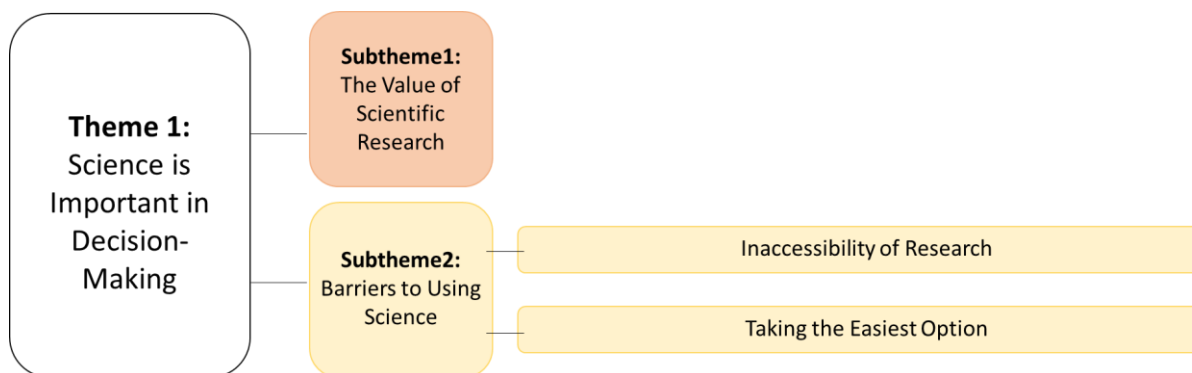 Theme 1:
Science is
Important in
Decision-
Making
Subtheme1:
The Value of
Scientific
Research
Subtheme2:
Barriers to Using
Science
Inaccessibility of Research
Taking the Easiest Option